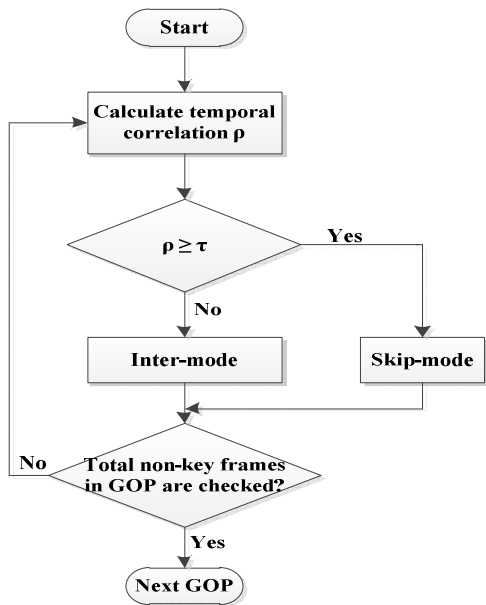 Start
Calculate temporal
correlation ρ
ρ ≥ τ
Yes
No
Inter-mode
Skip-mode
Total non-key frames
in GOP are checked?
No
Yes
Next GOP